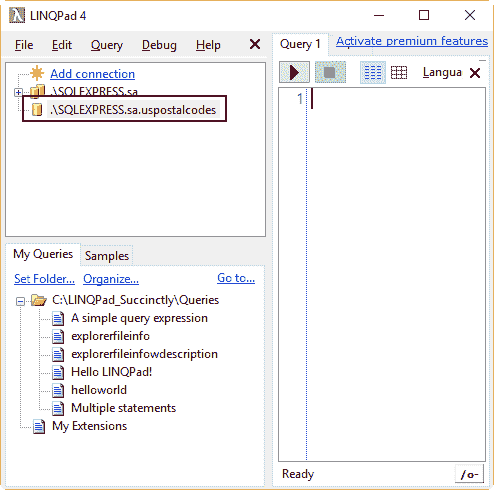 LINQPad 4
File Edit Query Debug Help
Add connection
.\SQLEXPRESS.sa
.\SQLEXPRESS.sa.uspostalcodes
My Queries Samples
Set Folder... Organize... Go to...
C:\LINQPad_Succinctly\Queries
A simple query expression
explorerfileinfo
explorerfileinfowdescription
Hello LINQPad!
helloworld
Multiple statements
My Extensions
Query 1 Activate premium features
Langua
1
Ready /o-